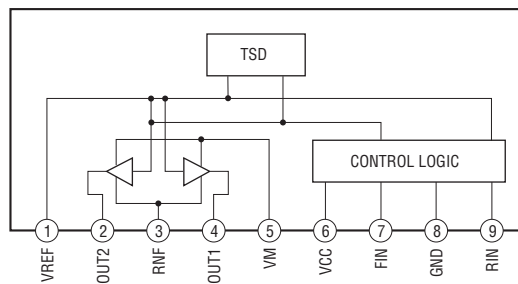 TSD
CONTROL LOGIC
1 2 3 4 5 6 7 8 9
VREF OUT2 RNF OUT1 VM VCC FIN GND RIN